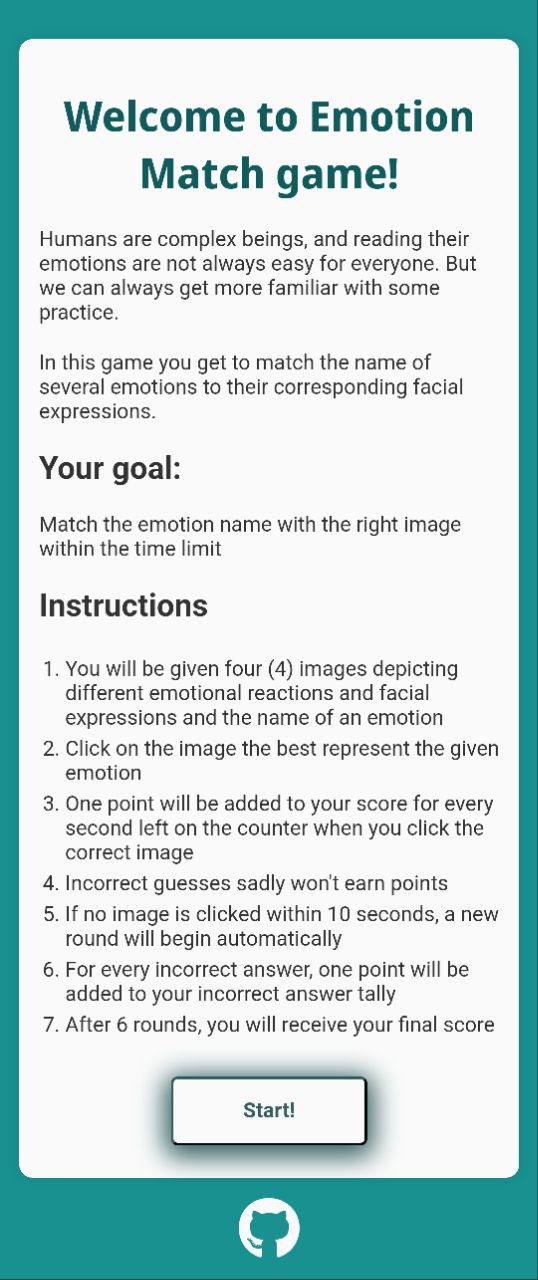 Welcome to Emotion
Match game!
Humans are complex beings, and reading their
emotions are not always easy for everyone. But
we can always get more familiar with some
practice.
In this game you get to match the name of
several emotions to their corresponding facial
expressions.
Your goal:
Match the emotion name with the right image
within the time limit
Instructions
1. You will be given four (4) images depicting
different emotional reactions and facial
expressions and the name of an emotion
2. Click on the image the best represent the given
emotion
3. One point will be added to your score for every
second left on the counter when you click the
correct image
4. Incorrect guesses sadly won't earn points
5. If no image is clicked within 10 seconds, a new
round will begin automatically
6. For every incorrect answer, one point will be
added to your incorrect answer tally
7. After 6 rounds, you will receive your final score
Start!